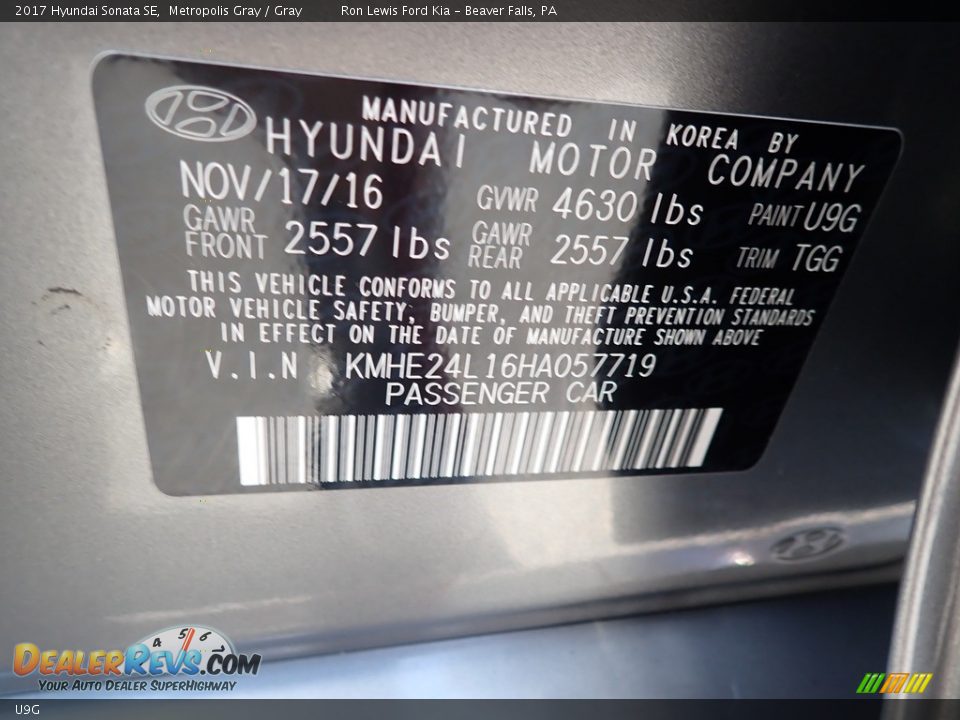 2017 Hyundai Sonata SE, Metropolis Gray / Gray Ron Lewis Ford Kia - Beaver Falls, PA
MANUFACTURED IN KOREA BY
HYUNDAI MOTOR COMPANY
NOV/17/16 GVWR 4630 lbs PAINT U9G
GAWR FRONT 2557 lbs GAWR REAR 2557 lbs TRIM TGG
THIS VEHICLE CONFORMS TO ALL APPLICABLE U.S.A. FEDERAL
MOTOR VEHICLE SAFETY, BUMPER, AND THEFT PREVENTION STANDARDS
IN EFFECT ON THE DATE OF MANUFACTURE SHOWN ABOVE
V.I.N KMHE24L16HA057719
PASSENGER CAR
4 5 6
DEALERREVS.COM
YOUR AUTO DEALER SUPERHIGHWAY
U9G